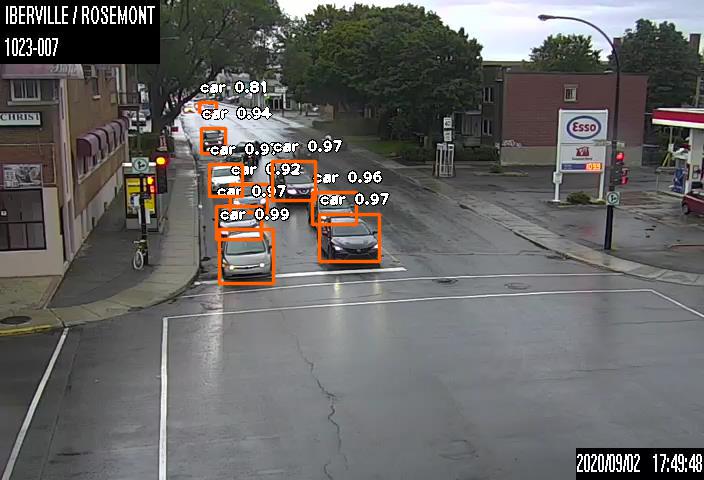 IBERVILLE / ROSEMONT
1023-007
car 0.81
car 0.94
car 0.97
car 0.92
car 0.96
car 0.97
car 0.97
car 0.99
CHRIST
Esso
2020/09/02 17:49:48